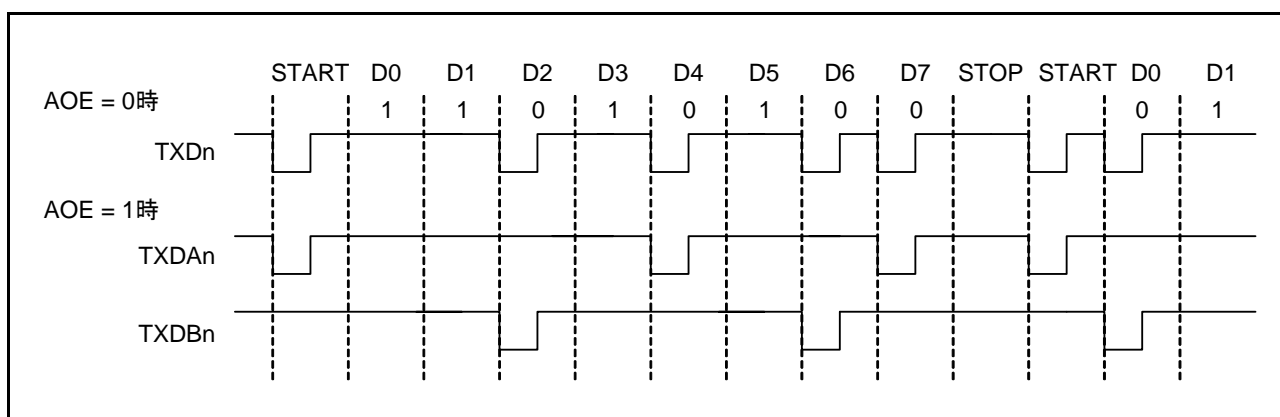 START D0 D1 D2 D3 D4 D5 D6 D7 STOP START D0 D1
AOE = 0時 1 1 0 1 0 1 0 0 0 1
TXDn
AOE = 1時
TXDAn
TXDBn